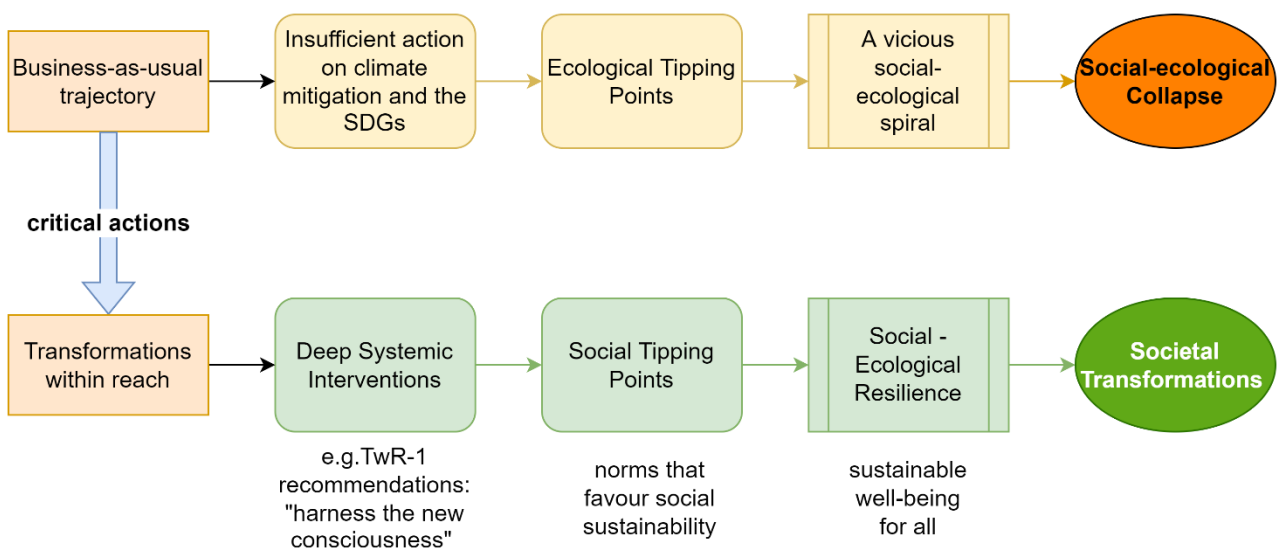 Business-as-usual
trajectory
Insufficient action
on climate
mitigation and the
SDGs
Ecological Tipping
Points
A vicious
social-
ecological
spiral
Social-ecological
Collapse
critical actions
Transformations
within reach
Deep Systemic
Interventions
Social Tipping
Points
Social -
Ecological
Resilience
Societal
Transformations
e.g.TwR-1
recommendations:
"harness the new
consciousness"
norms that
favour social
sustainability
sustainable
well-being
for all